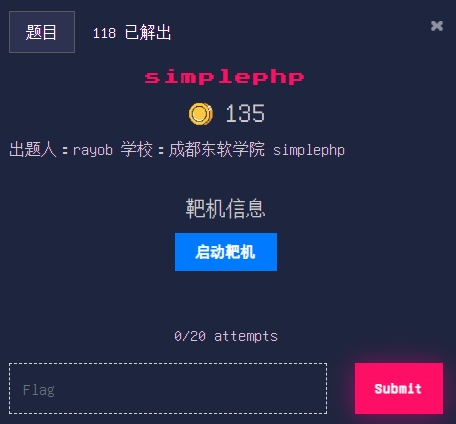 题目 118 已解出 ×
simplephp
135
出题人：rayob 学校：成都东软学院 simplephp
靶机信息
启动靶机
0/20 attempts
Flag Submit